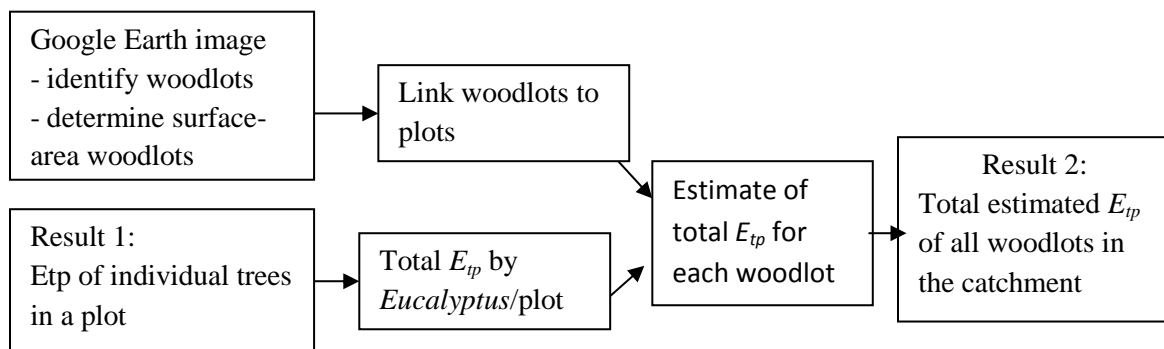 Google Earth image
- identify woodlots
- determine surface-
area woodlots
Link woodlots to
plots
Result 1:
Etp of individual trees
in a plot
Total Etp by
Eucalyptus/plot
Estimate of
total Etp for
each woodlot
Result 2:
Total estimated Etp
of all woodlots in
the catchment